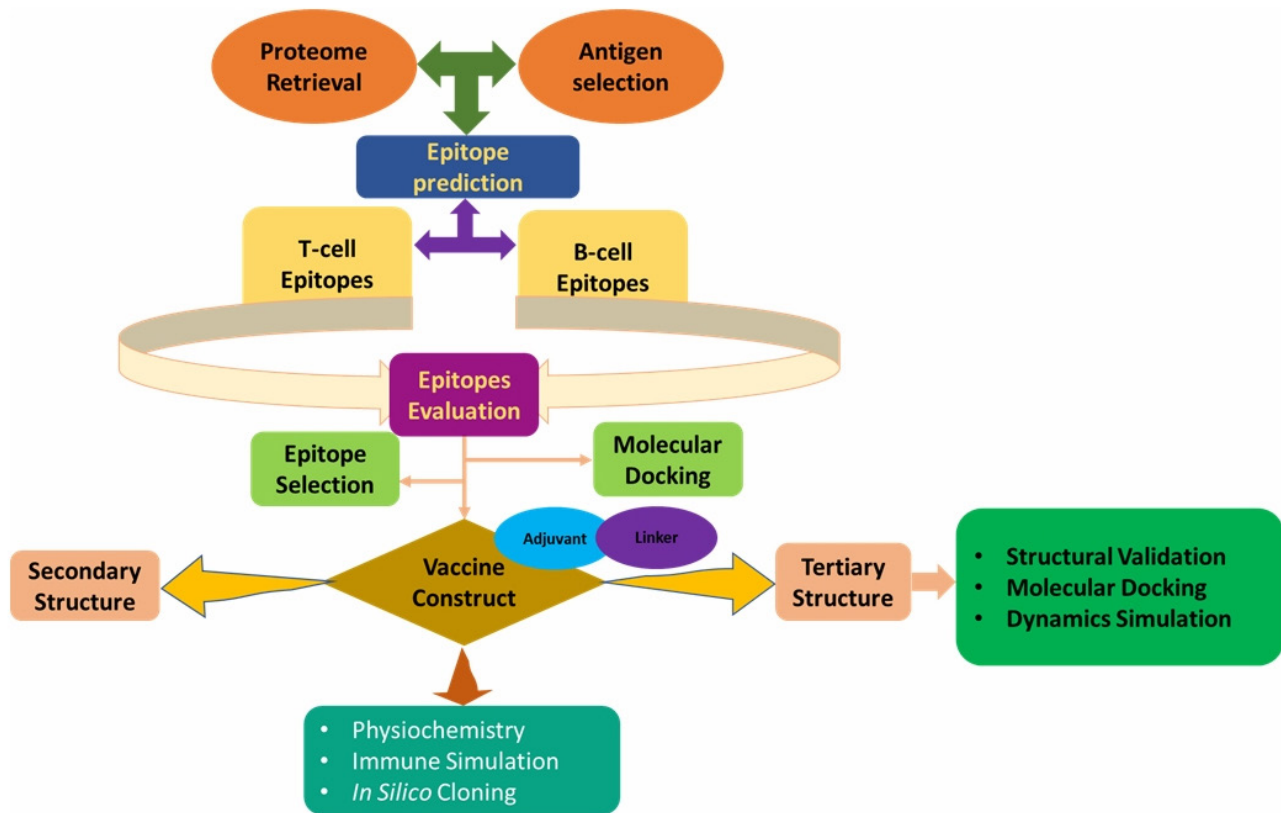 Proteome
Retrieval
Antigen
selection
Epitope
prediction
T-cell
Epitopes
B-cell
Epitopes
Epitopes
Evaluation
Epitope
Selection
Molecular
Docking
Adjuvant
Linker
Vaccine
Construct
Secondary
Structure
Tertiary
Structure
• Structural Validation
• Molecular Docking
• Dynamics Simulation
• Physiochemistry
• Immune Simulation
• In Silico Cloning